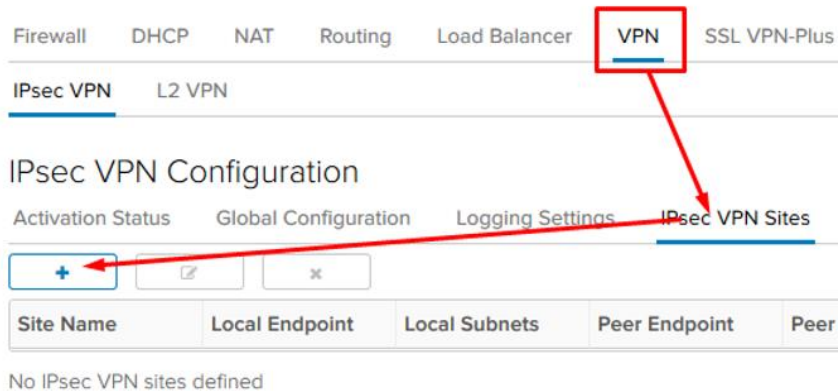 Firewall DHCP NAT Routing Load Balancer VPN SSL VPN-Plus
IPsec VPN L2 VPN
IPsec VPN Configuration
Activation Status Global Configuration Logging Settings IPsec VPN Sites
Site Name Local Endpoint Local Subnets Peer Endpoint Peer
No IPsec VPN sites defined